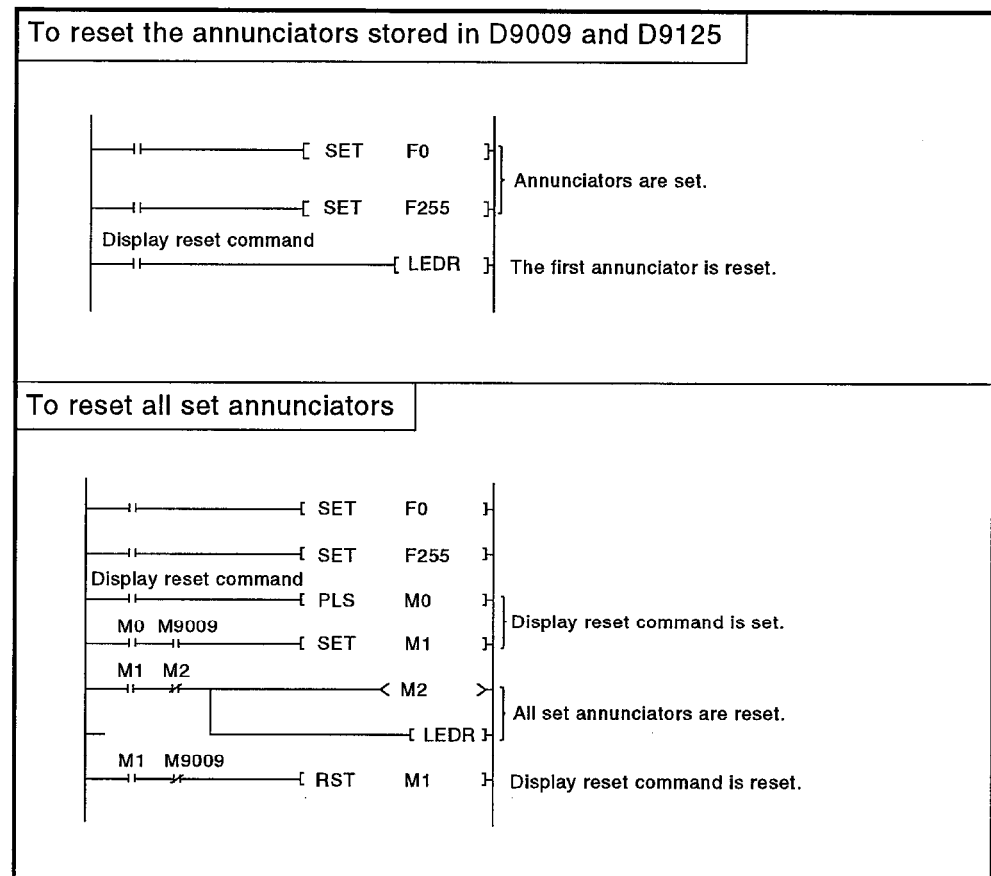 To reset the annunciators stored in D9009 and D9125
SET F0
Annunciators are set.
SET F255
Display reset command
LEDR The first annunciator is reset.
To reset all set annunciators
SET F0
SET F255
Display reset command
PLS M0
Display reset command is set.
M0 M9009
SET M1
M1 M2
M2
All set annunciators are reset.
LEDR
M1 M9009
RST M1 Display reset command is reset.